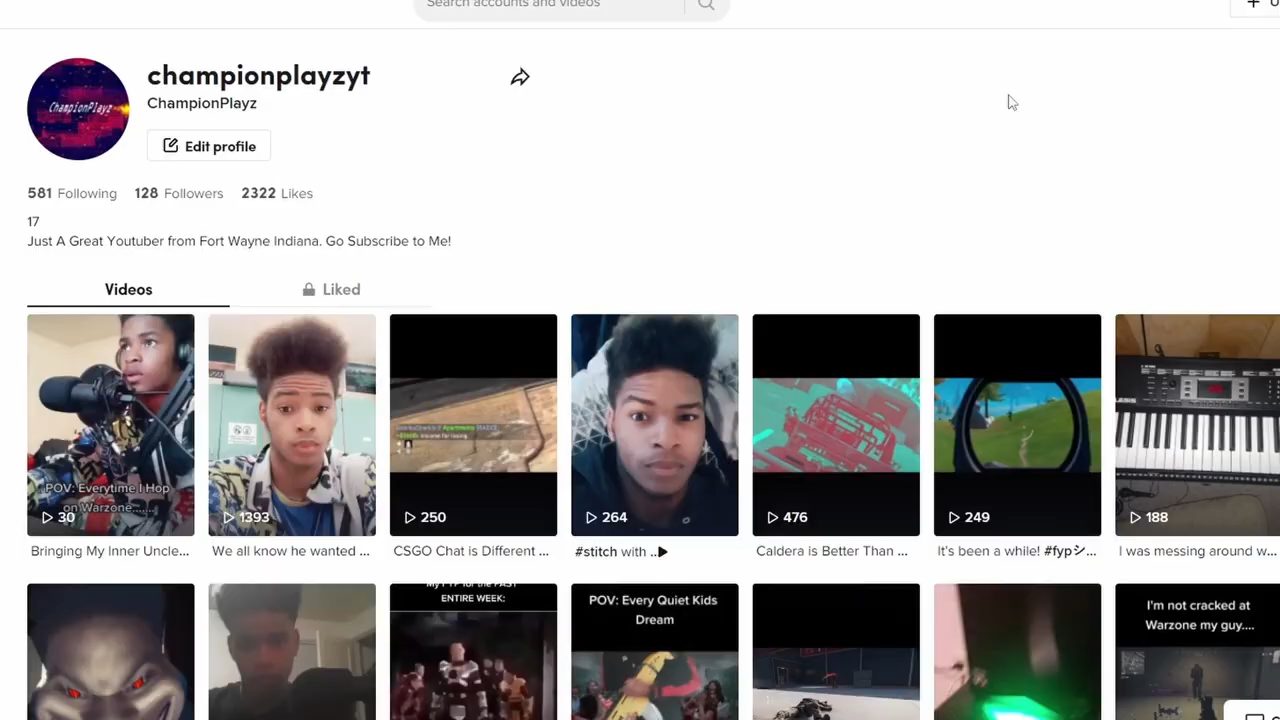 Search accounts and videos
championplayzyt
ChampionPlayz
ChampionPlayz
Edit profile
581 Following 128 Followers 2322 Likes
17
Just A Great Youtuber from Fort Wayne Indiana. Go Subscribe to Me!
Videos Liked
POV: Everytime I Hop
on Warzone......
30 1393 250 264 476 249 188
Bringing My Inner Uncle... We all know he wanted ... CSGO Chat is Different ... #stitch with .. Caldera is Better Than ... It's been a while! #fypシ... I was messing around w...
My FYP for the PAST
ENTIRE WEEK:
POV: Every Quiet Kids
Dream
I'm not cracked at
Warzone my guy....